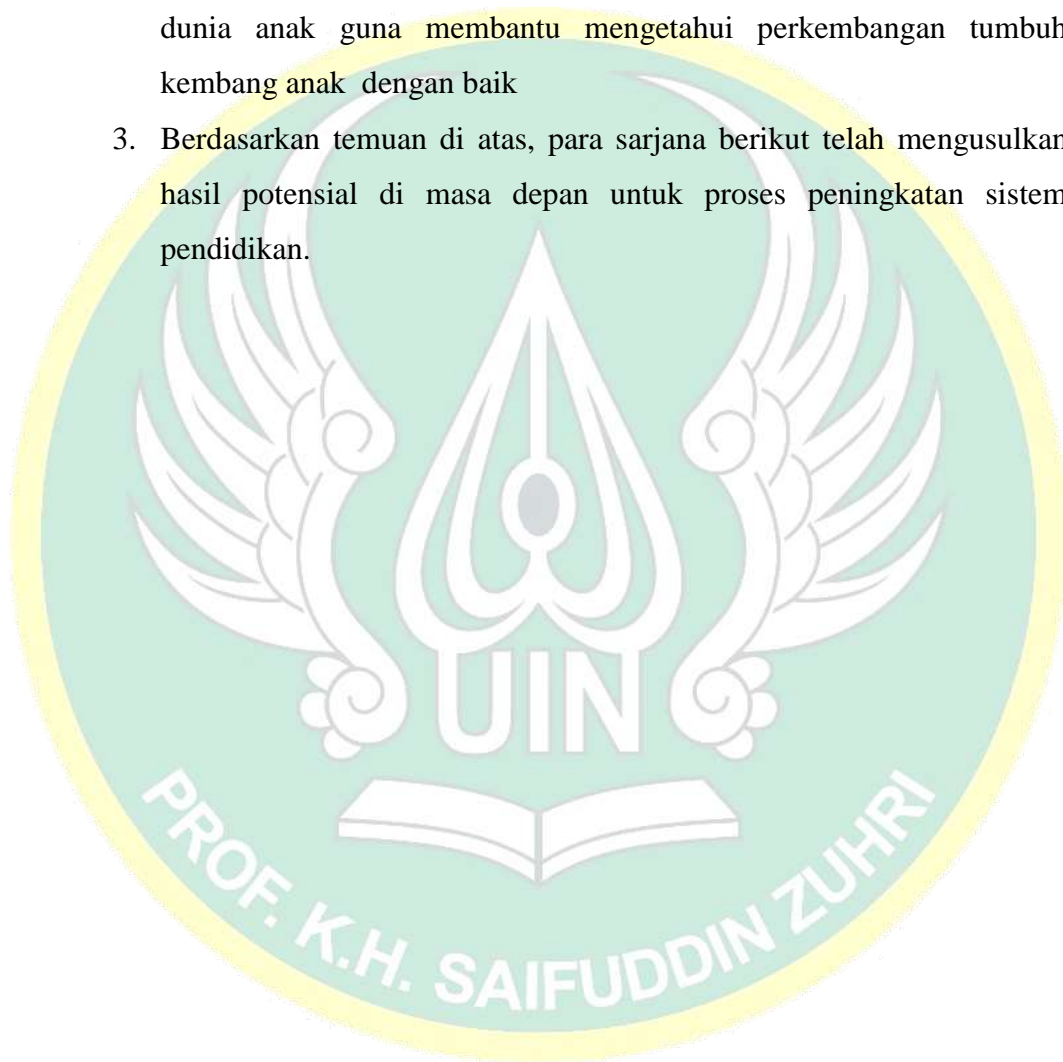 dunia anak guna membantu mengetahui perkembangan tumbuh
kembang anak dengan baik
3. Berdasarkan temuan di atas, para sarjana berikut telah mengusulkan
hasil potensial di masa depan untuk proses peningkatan sistem
pendidikan.
UIN
PROF. K.H. SAIFUDDIN ZUHRI